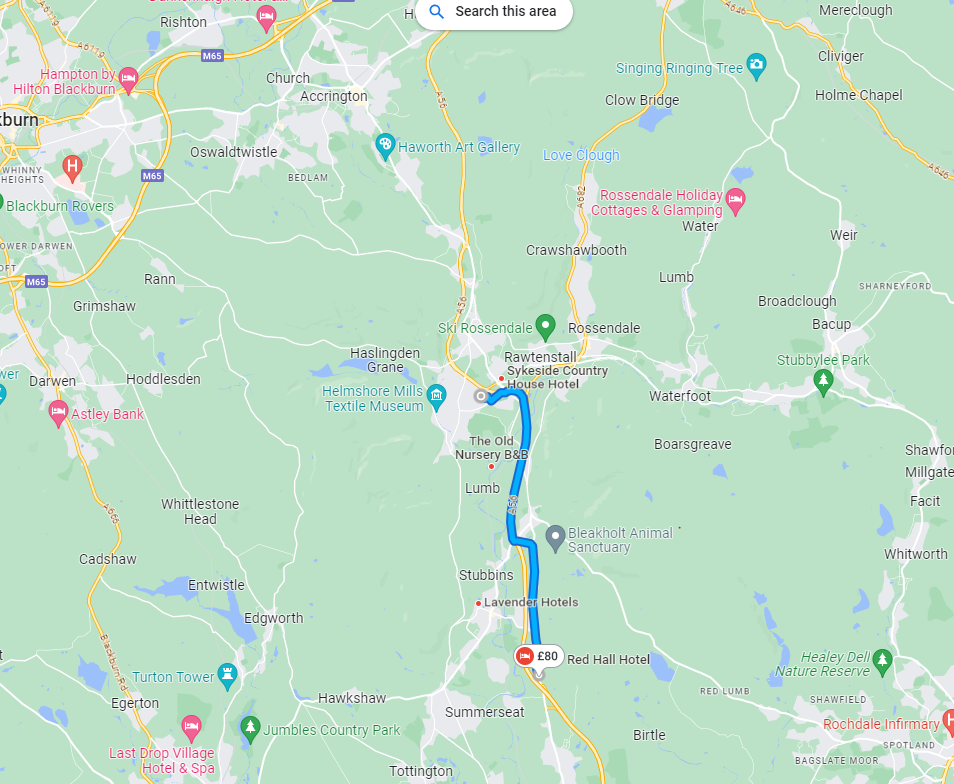 Search this area
Rishton
Mereclough
A6119
A646
M65
Cliviger
Singing Ringing Tree
Hampton by
Hilton Blackburn
Church
A56
Accrington
Clow Bridge
Holme Chapel
kburn
Haworth Art Gallery
Oswaldtwistle
Love Clough
A646
WHINNY
HEIGHTS
H
M65
BEDLAM
A682
Rossendale Holiday
Cottages & Glamping
Blackburn Rovers
Water
Weir
OWER DARWEN
Crawshawbooth
OFT
M65
Rann
Lumb
SHARNEYFORD
Grimshaw
A56
Broadclough
Bacup
Ski Rossendale
Rossendale
Haslingden
Grane
Rawtenstall
Stubbylee Park
Sykeside Country
House Hotel
wer
Darwen
Hoddlesden
Helmshore Mills
Textile Museum
Waterfoot
Astley Bank
The Old
Nursery B&B
Boarsgreave
Shawfor
Millgate
Lumb
Whittlestone
Head
A56
Facit
A666
Bleakholt Animal
Sanctuary
Cadshaw
Whitworth
Stubbins
Entwistle
Lavender Hotels
Edgworth
Blackburn Rd
£80
Red Hall Hotel
Healey Dell
Nature Reserve
Turton Tower
RED LUMB
Egerton
Hawkshaw
SHAWFIELD
Summerseat
Rochdale Infirmary
H
Jumbles Country Park
Birtle
SPOTLAND
Last Drop Village
Hotel & Spa
BAGSLATE MOOR
Tottington